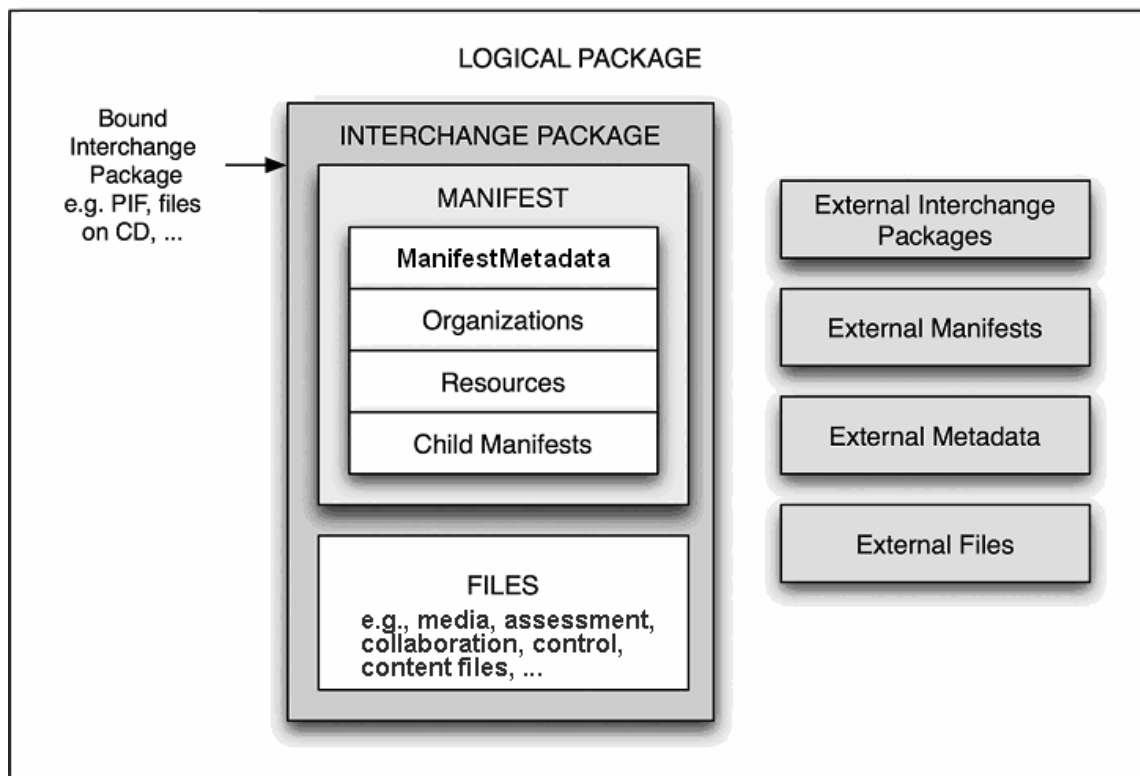 LOGICAL PACKAGE
Bound
Interchange
Package
e.g. PIF, files
on CD, ...
INTERCHANGE PACKAGE
MANIFEST
ManifestMetadata
Organizations
Resources
Child Manifests
FILES
e.g., media, assessment,
collaboration, control,
content files, ...
External Interchange
Packages
External Manifests
External Metadata
External Files